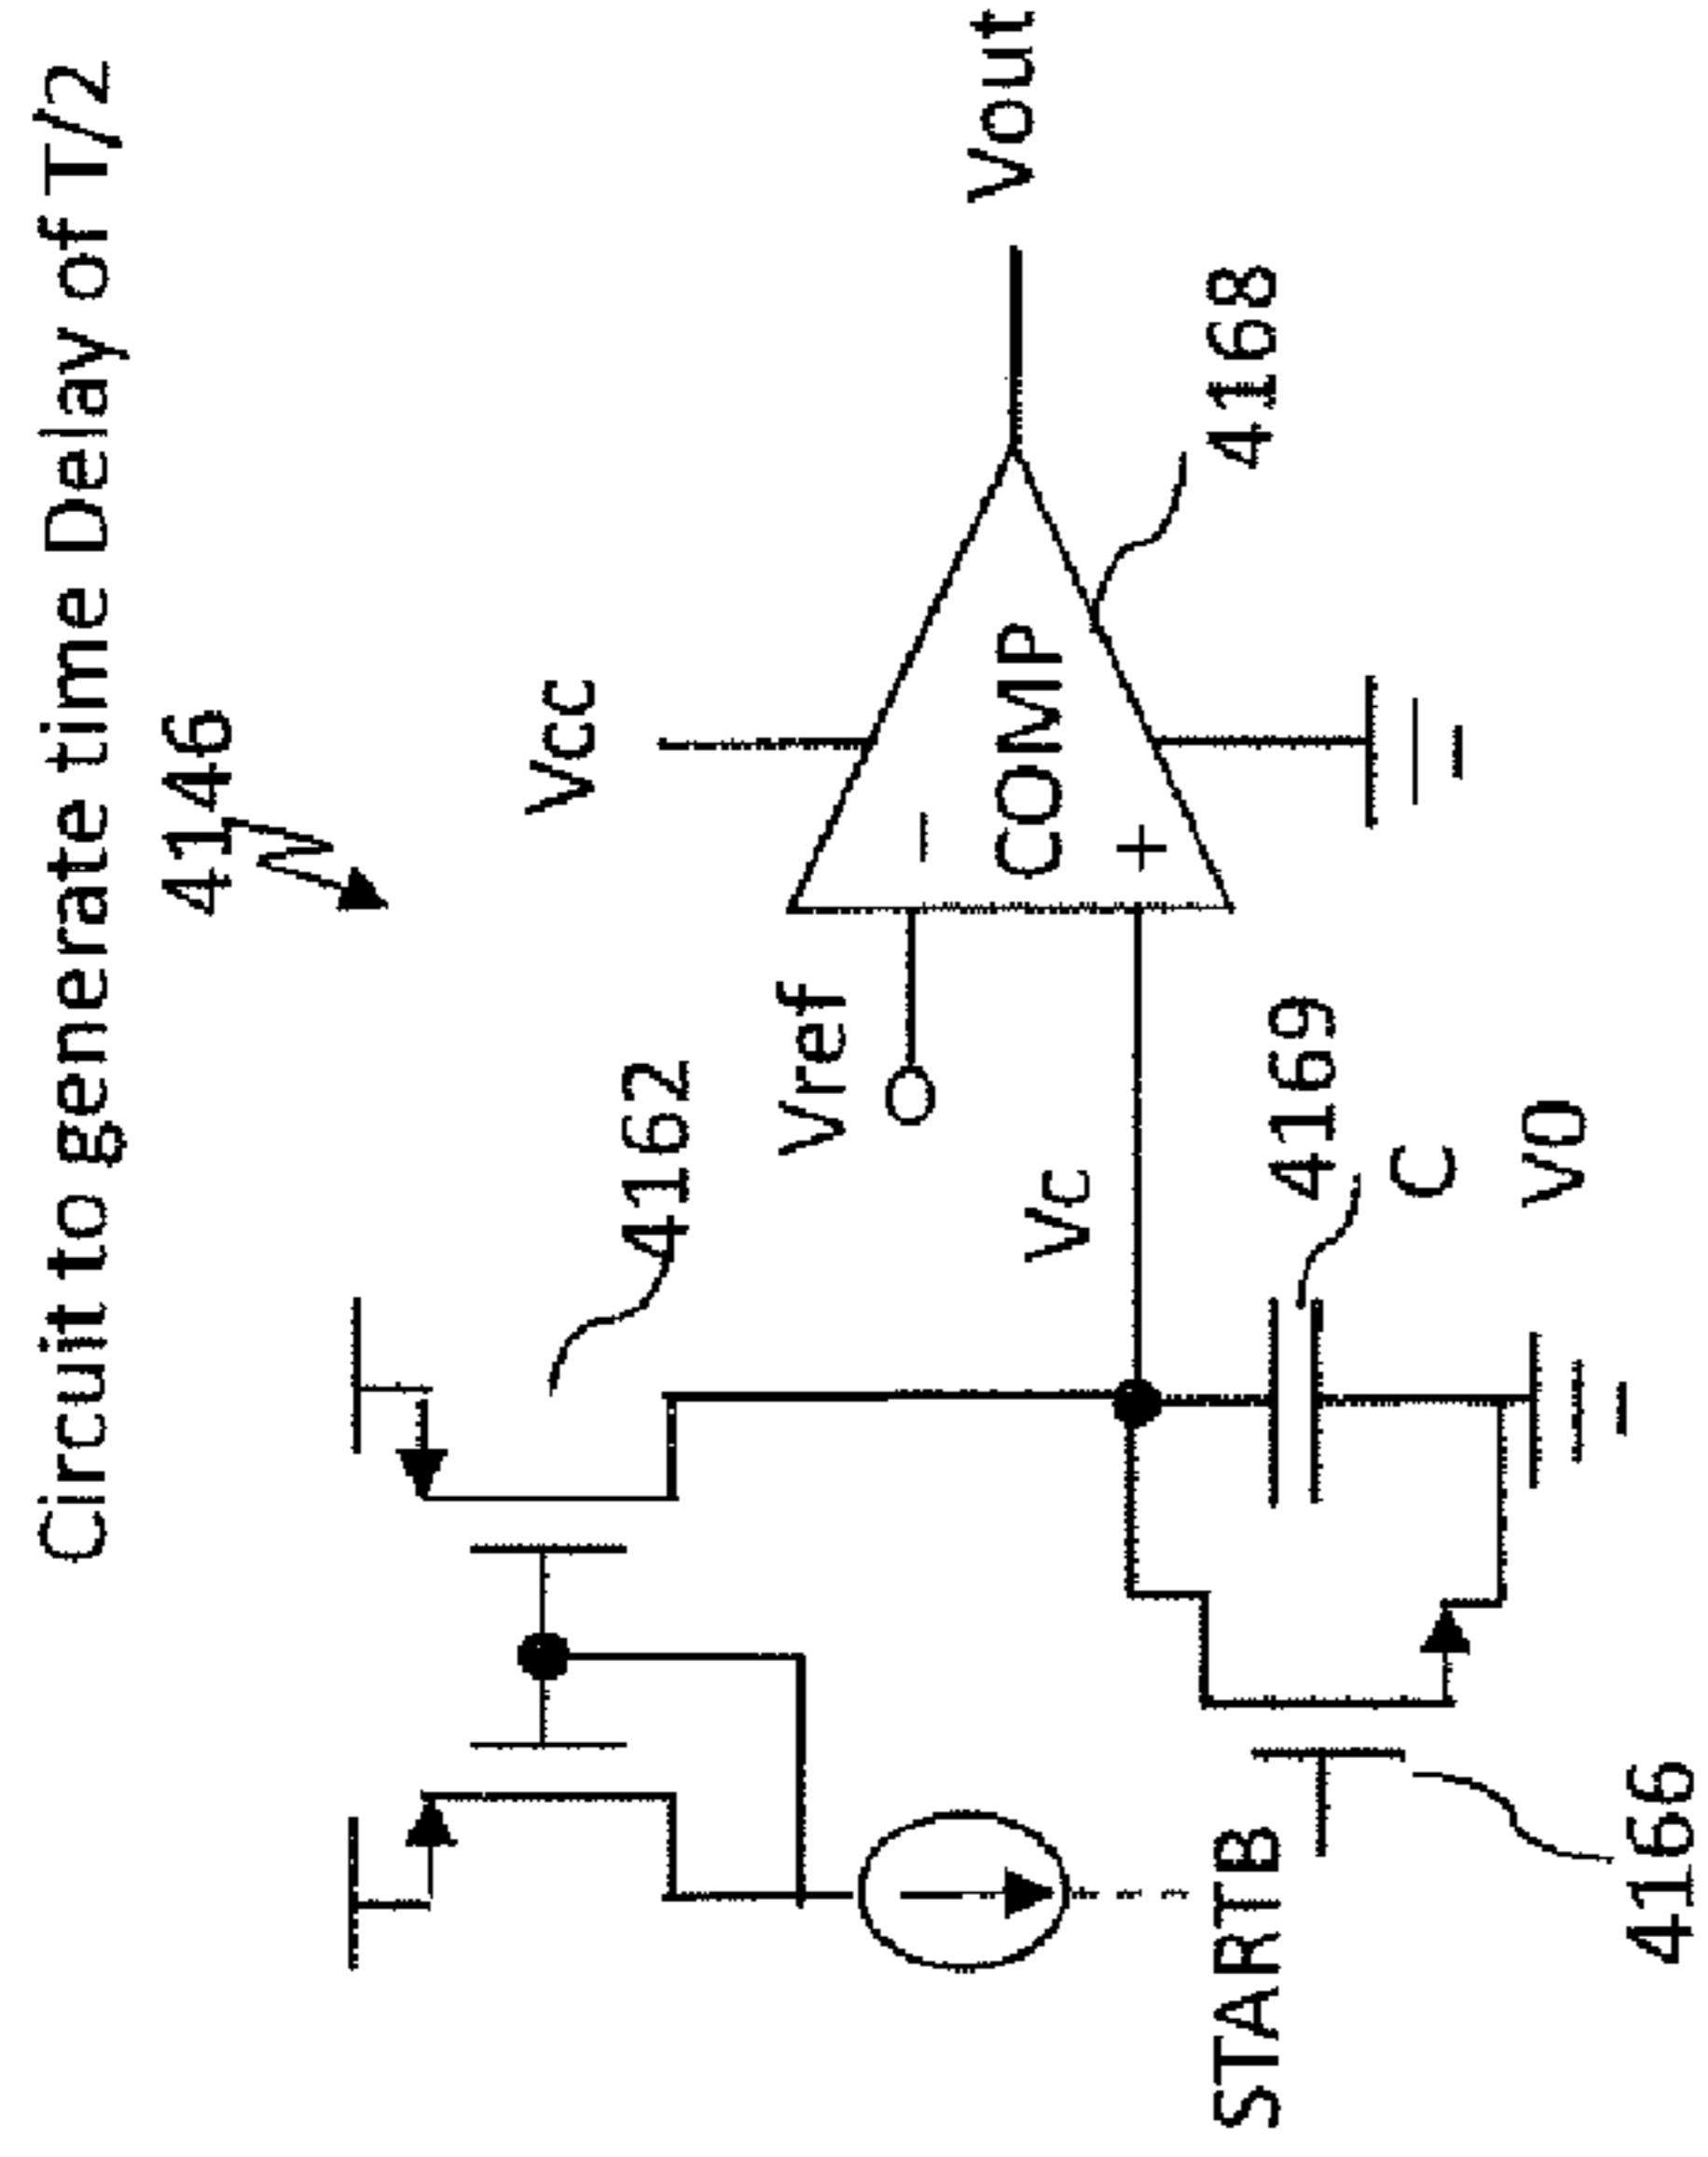 Circuit to generate time Delay of T/2
4146
Vcc
4162
Vref
−
COMP
+
Vout
4168
Vc
4169
C
V0
STARTB
4166